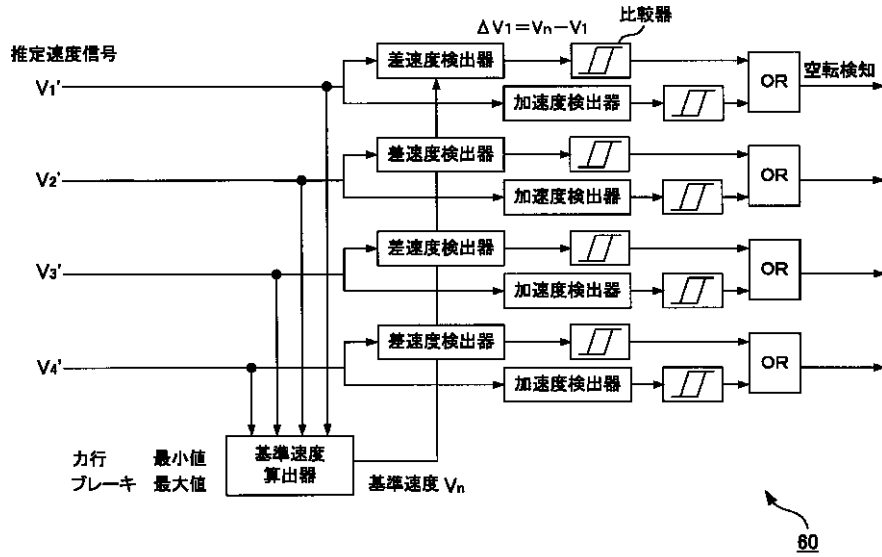 ΔV1=Vn-V1
比較器
推定速度信号
差速度検出器
V1'
加速度検出器
OR
空転検知
差速度検出器
V2'
加速度検出器
OR
差速度検出器
V3'
加速度検出器
OR
差速度検出器
V4'
加速度検出器
OR
力行 最小値
ブレーキ 最大値
基準速度
算出器
基準速度 Vn
60